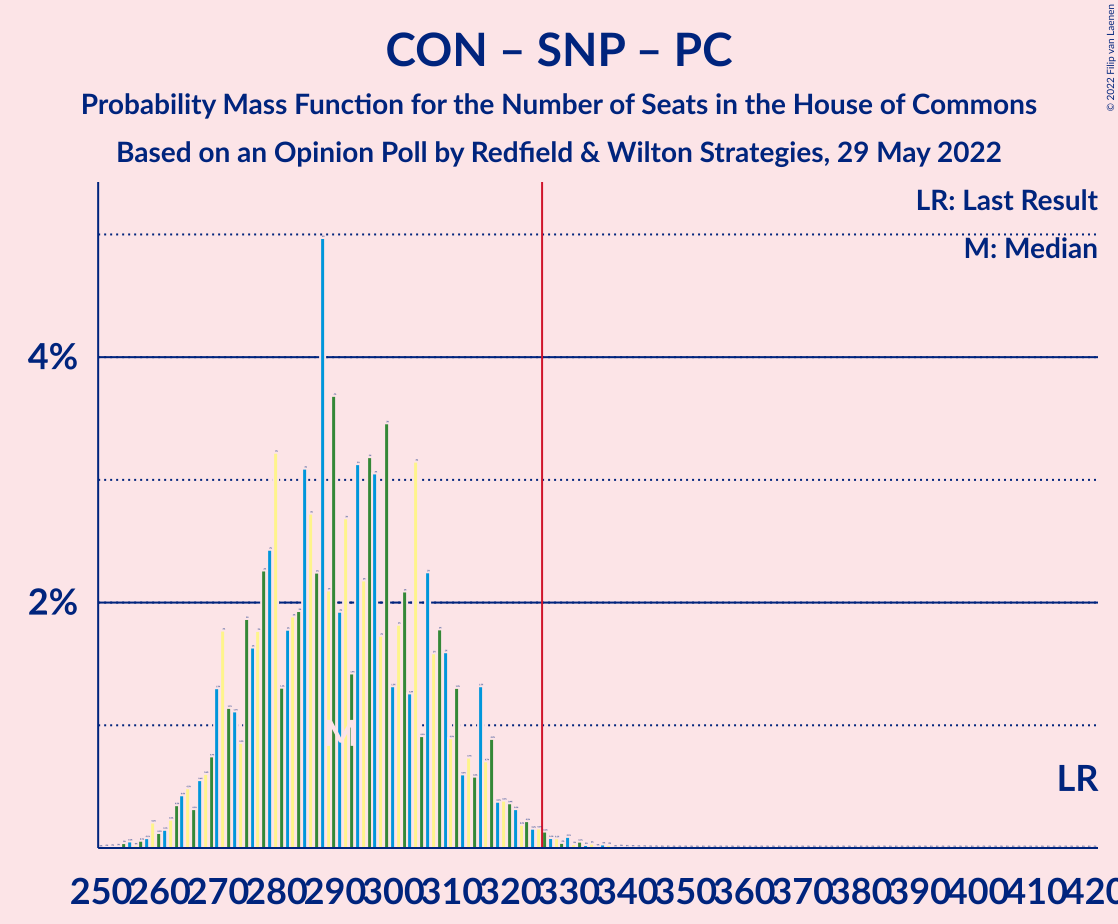 CON – SNP – PC
Probability Mass Function for the Number of Seats in the House of Commons
Based on an Opinion Poll by Redfield & Wilton Strategies, 29 May 2022
© 2022 Filip van Laenen
LR: Last Result
M: Median
4%
2%
M
LR
250 260 270 280 290 300 310 320 330 340 350 360 370 380 390 400 410 420